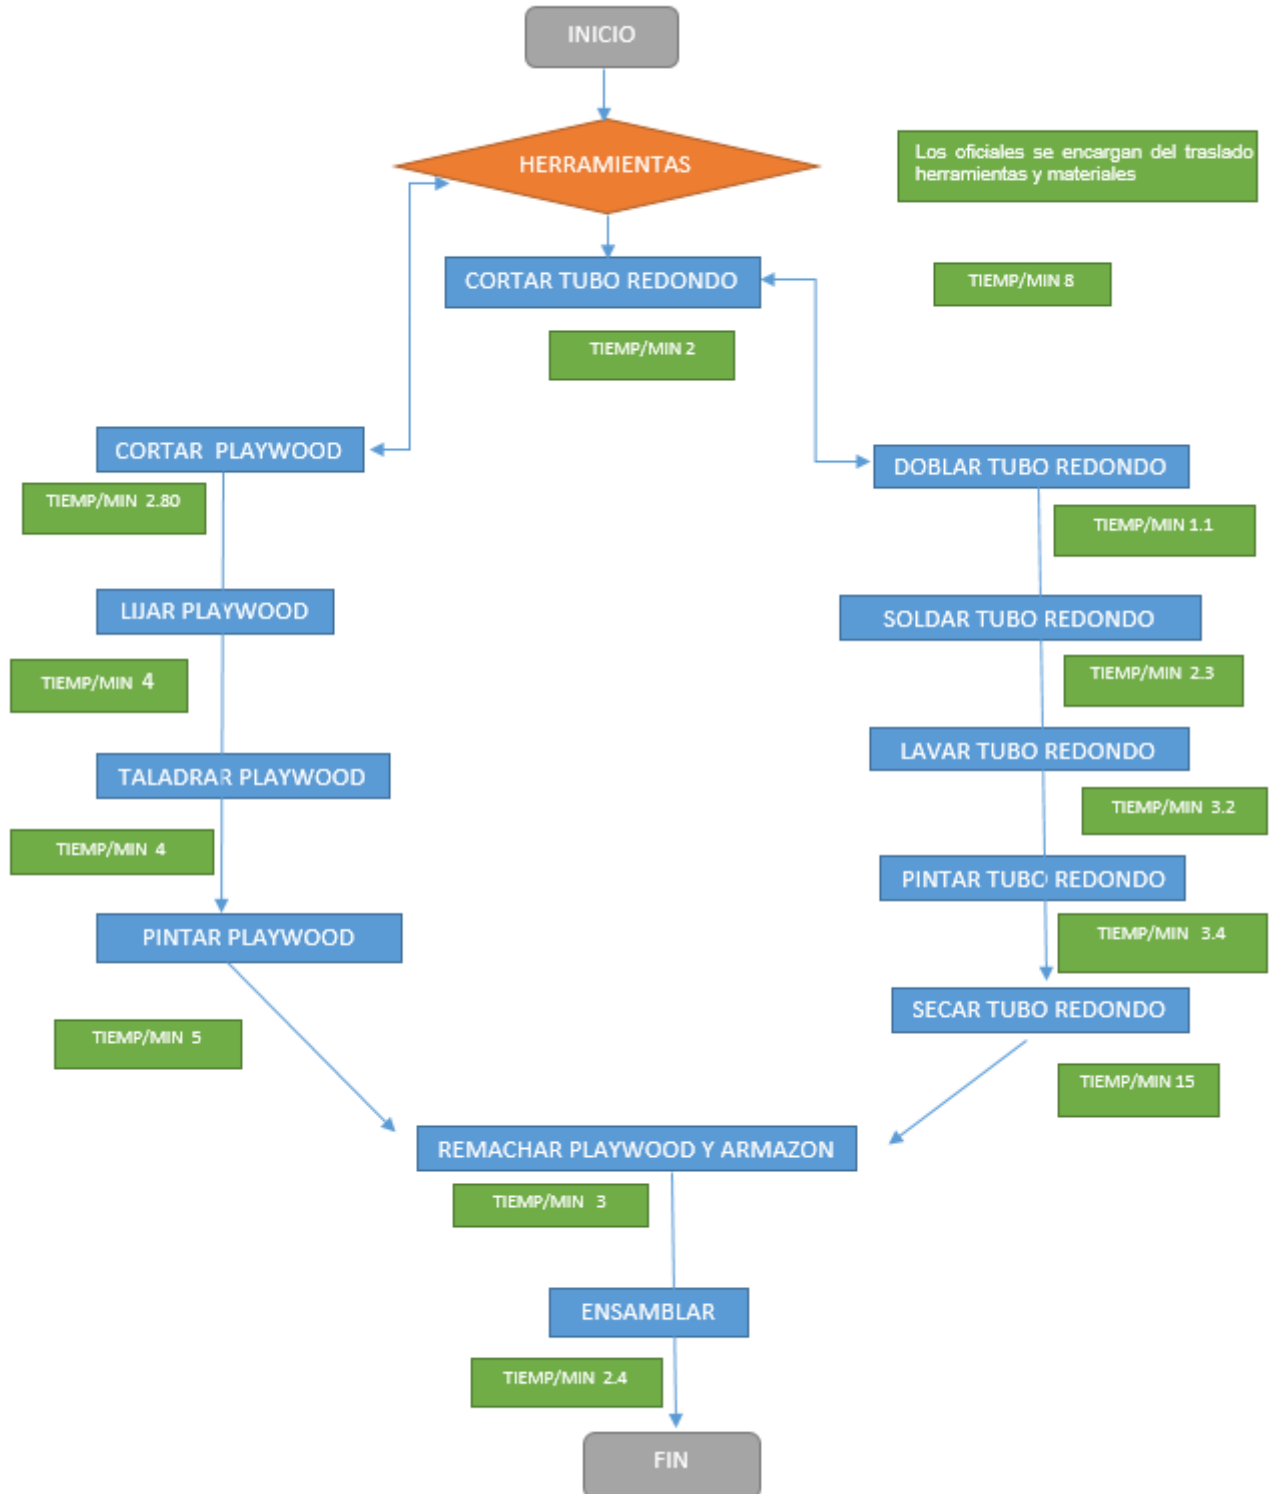 INICIO
HERRAMIENTAS
Los oficiales se encargan del traslado
herramientas y materiales
CORTAR TUBO REDONDO
TIEMP/MIN 8
TIEMP/MIN 2
CORTAR PLAYWOOD
DOBLAR TUBO REDONDO
TIEMP/MIN 2.80
TIEMP/MIN 1.1
LIJAR PLAYWOOD
SOLDAR TUBO REDONDO
TIEMP/MIN 4
TIEMP/MIN 2.3
LAVAR TUBO REDONDO
TALADRAR PLAYWOOD
TIEMP/MIN 3.2
TIEMP/MIN 4
PINTAR TUBO REDONDO
PINTAR PLAYWOOD
TIEMP/MIN 3.4
SECAR TUBO REDONDO
TIEMP/MIN 5
TIEMP/MIN 15
REMACHAR PLAYWOOD Y ARMAZON
TIEMP/MIN 3
ENSAMBLAR
TIEMP/MIN 2.4
FIN